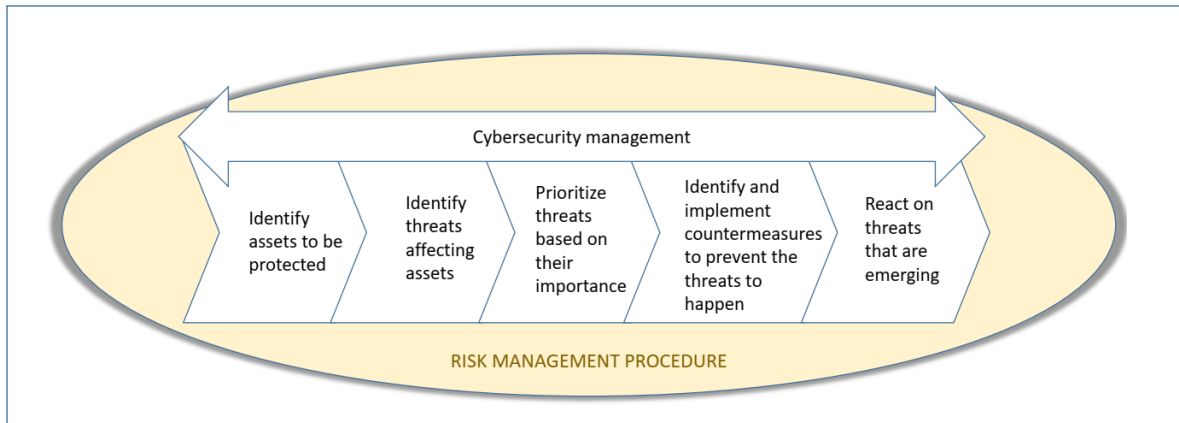 Cybersecurity management
Identify
assets to be
protected
Identify
threats
affecting
assets
Prioritize
threats
based on
their
importance
Identify and
implement
countermeasures
to prevent the
threats to
happen
React on
threats
that are
emerging
RISK MANAGEMENT PROCEDURE